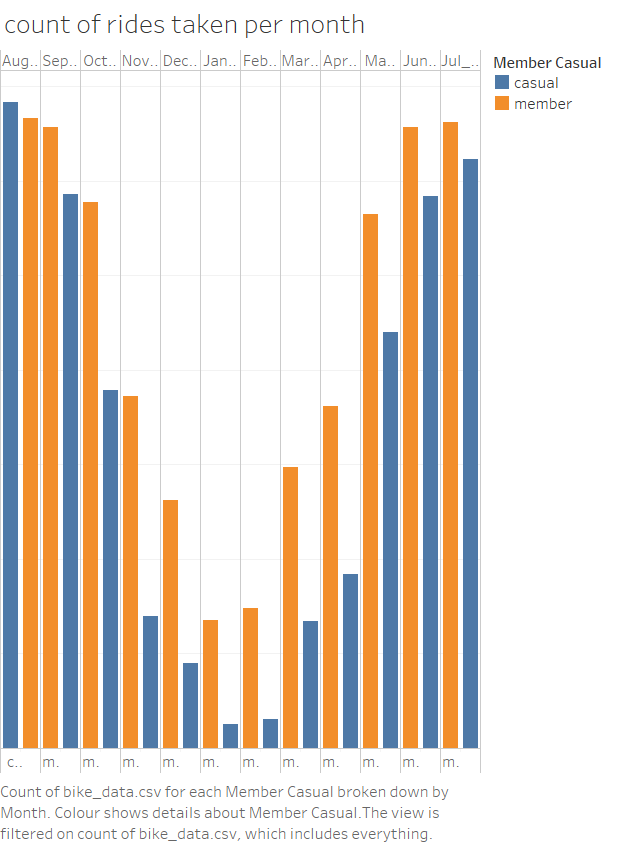 count of rides taken per month
Aug.. Sep.. Oct.. Nov.. Dec.. Jan.. Feb.. Mar.. Apr.. Ma.. Jun.. Jul_..
Member Casual
casual
member
c.. m. m. m. m. m. m. m. m. m. m. m.
Count of bike_data.csv for each Member Casual broken down by
Month. Colour shows details about Member Casual.The view is
filtered on count of bike_data.csv, which includes everything.